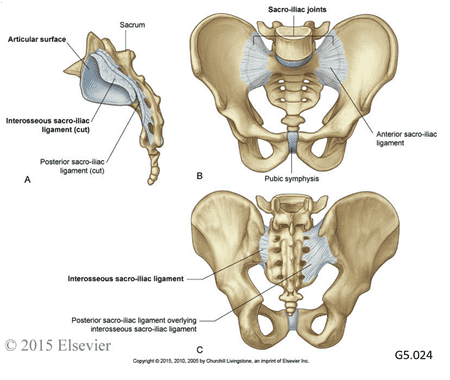 Sacrum
Articular surface
Interosseous sacro-iliac
ligament (cut)
Posterior sacro-iliac
ligament (cut)
A
Sacro-iliac joints
Anterior sacro-iliac
ligament
B
Pubic symphysis
Interosseous sacro-iliac ligament
Posterior sacro-iliac ligament overlying
interosseous sacro-iliac ligament
© 2015 Elsevier
C
G5.024
Copyright © 2015, 2010, 2005 by Churchill Livingstone, an imprint of Elsevier Inc.